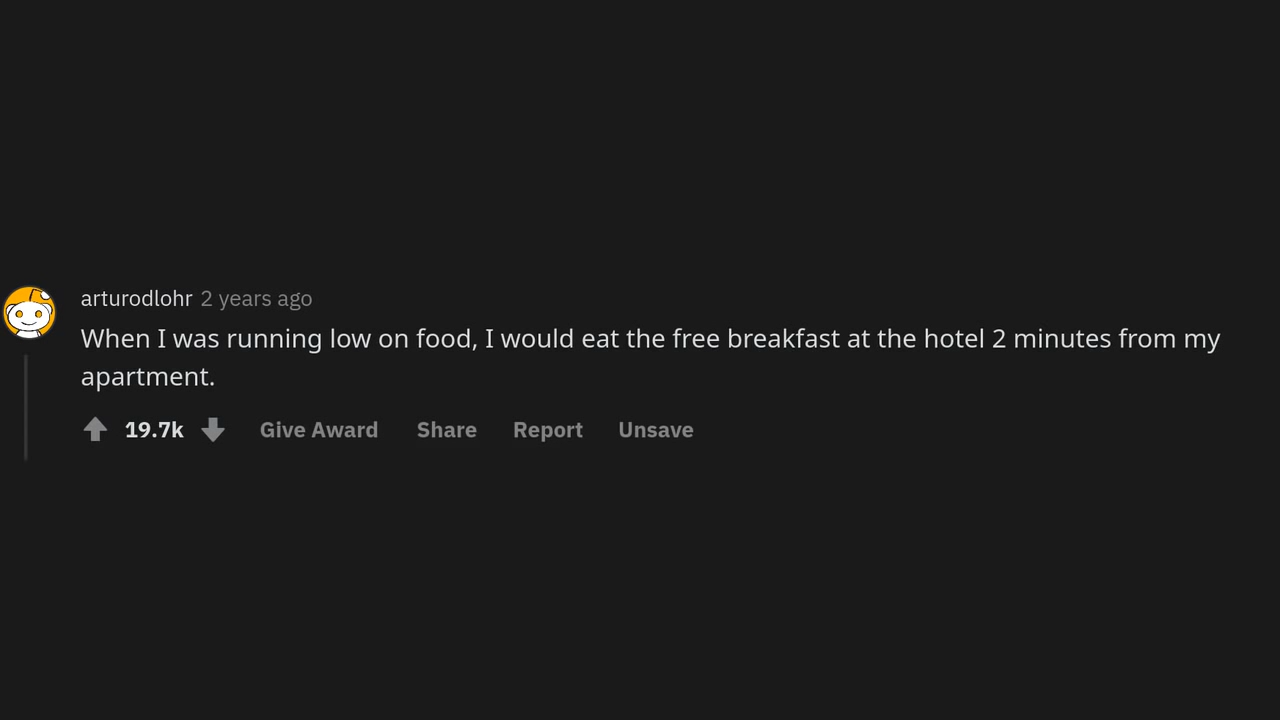 arturodlohr 2 years ago
When I was running low on food, I would eat the free breakfast at the hotel 2 minutes from my
apartment.
19.7k Give Award Share Report Unsave